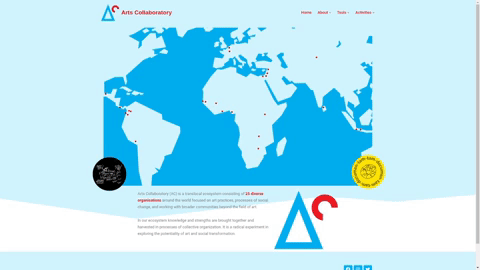 Arts Collaboratory
Home About Tools Activities
Arts Collaboratory (AC) is a translocal ecosystem consisting of 25 diverse
organisations around the world focused on art practices, processes of social
change, and working with broader communities beyond the field of art.
In our ecosystem knowledge and strengths are brought together and
harvested in processes of collective organisation. It is a radical experiment in
exploring the potentiality of art and social transformation.